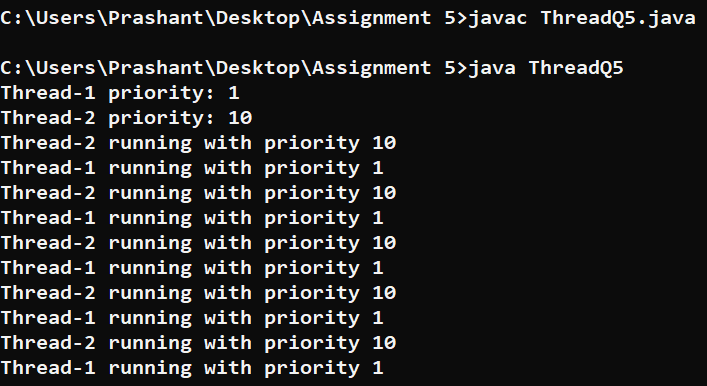 C:\Users\Prashant\Desktop\Assignment 5>javac ThreadQ5.java
C:\Users\Prashant\Desktop\Assignment 5>java ThreadQ5
Thread-1 priority: 1
Thread-2 priority: 10
Thread-2 running with priority 10
Thread-1 running with priority 1
Thread-2 running with priority 10
Thread-1 running with priority 1
Thread-2 running with priority 10
Thread-1 running with priority 1
Thread-2 running with priority 10
Thread-1 running with priority 1
Thread-2 running with priority 10
Thread-1 running with priority 1